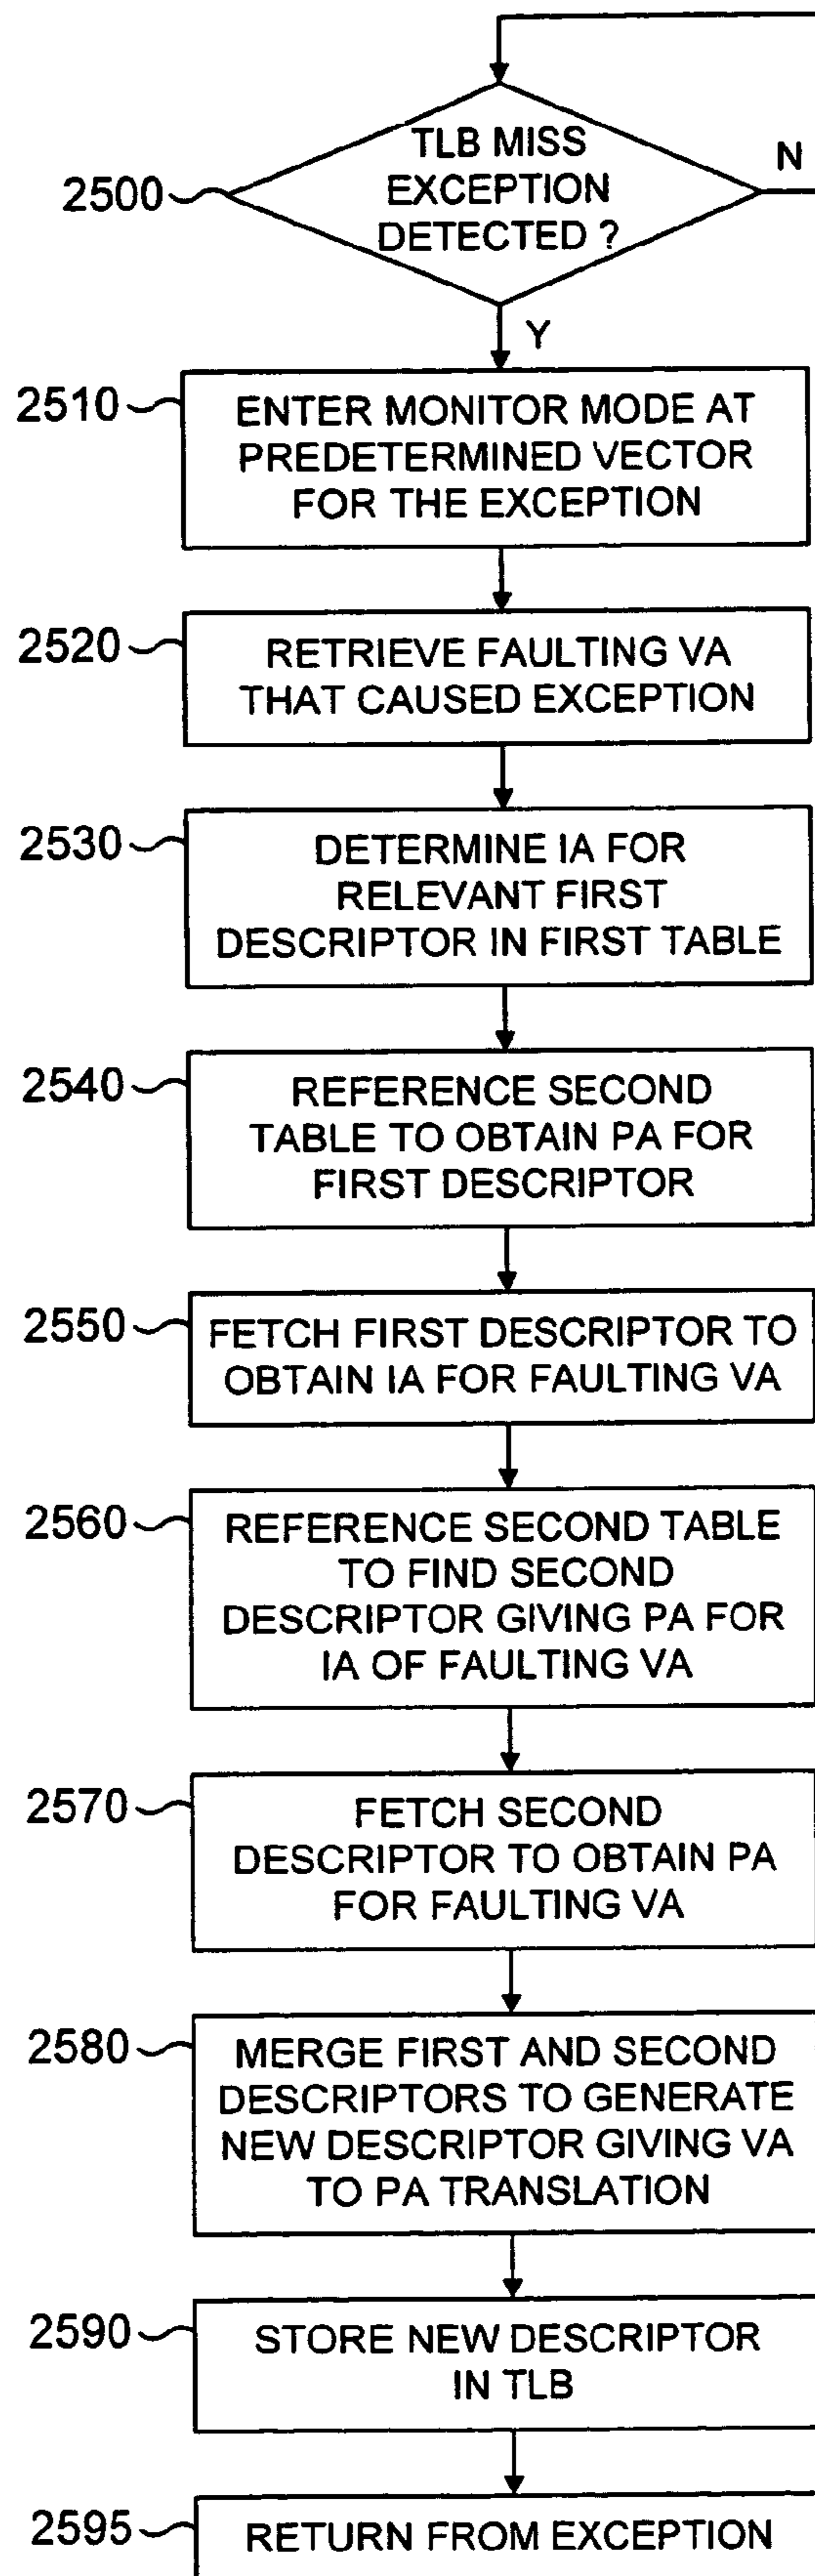 TLB MISS
EXCEPTION
DETECTED ?
N
2500
Y
2510
ENTER MONITOR MODE AT
PREDETERMINED VECTOR
FOR THE EXCEPTION
2520
RETRIEVE FAULTING VA
THAT CAUSED EXCEPTION
2530
DETERMINE IA FOR
RELEVANT FIRST
DESCRIPTOR IN FIRST TABLE
2540
REFERENCE SECOND
TABLE TO OBTAIN PA FOR
FIRST DESCRIPTOR
2550
FETCH FIRST DESCRIPTOR TO
OBTAIN IA FOR FAULTING VA
2560
REFERENCE SECOND TABLE
TO FIND SECOND
DESCRIPTOR GIVING PA FOR
IA OF FAULTING VA
2570
FETCH SECOND
DESCRIPTOR TO OBTAIN PA
FOR FAULTING VA
2580
MERGE FIRST AND SECOND
DESCRIPTORS TO GENERATE
NEW DESCRIPTOR GIVING VA
TO PA TRANSLATION
2590
STORE NEW DESCRIPTOR
IN TLB
2595
RETURN FROM EXCEPTION